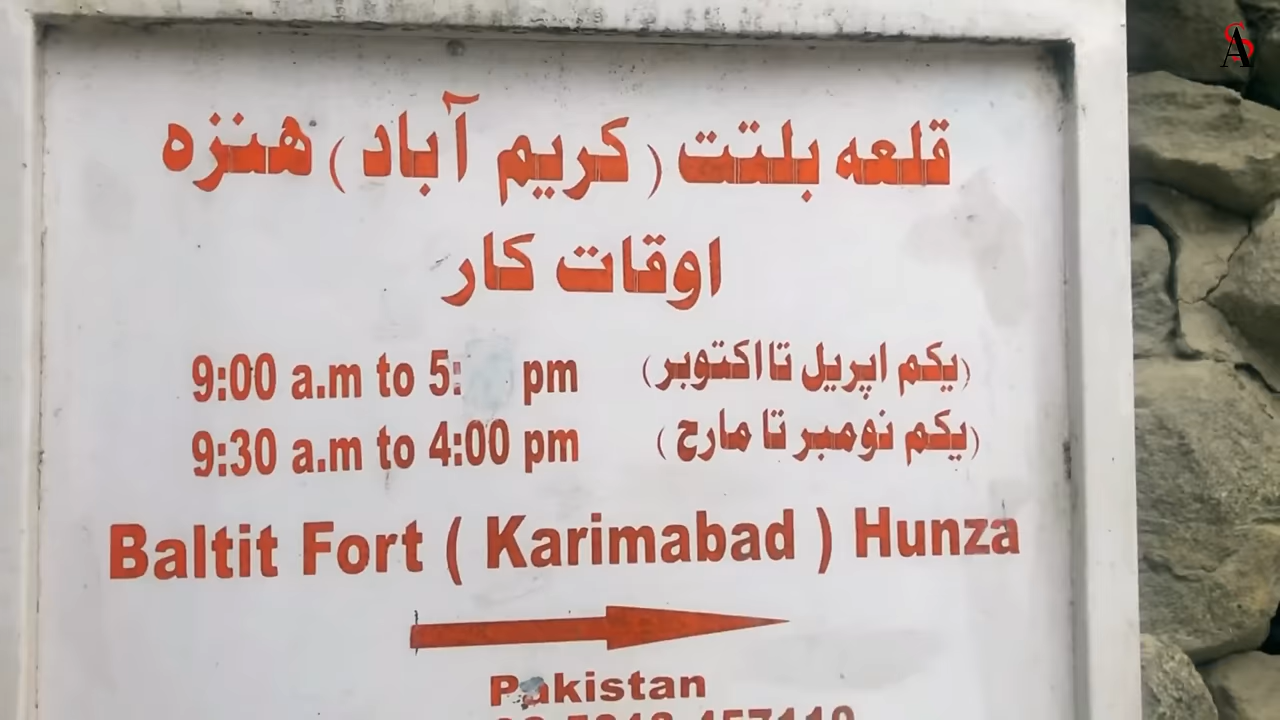 قلعہ بلتت ( کریم آباد ) ھنزہ
اوقات کار
9:00 a.m to 5: pm (یکم اپریل تا اکتوبر)
9:30 a.m to 4:00 pm (یکم نومبر تا مارح )
Baltit Fort ( Karimabad ) Hunza
Pakistan